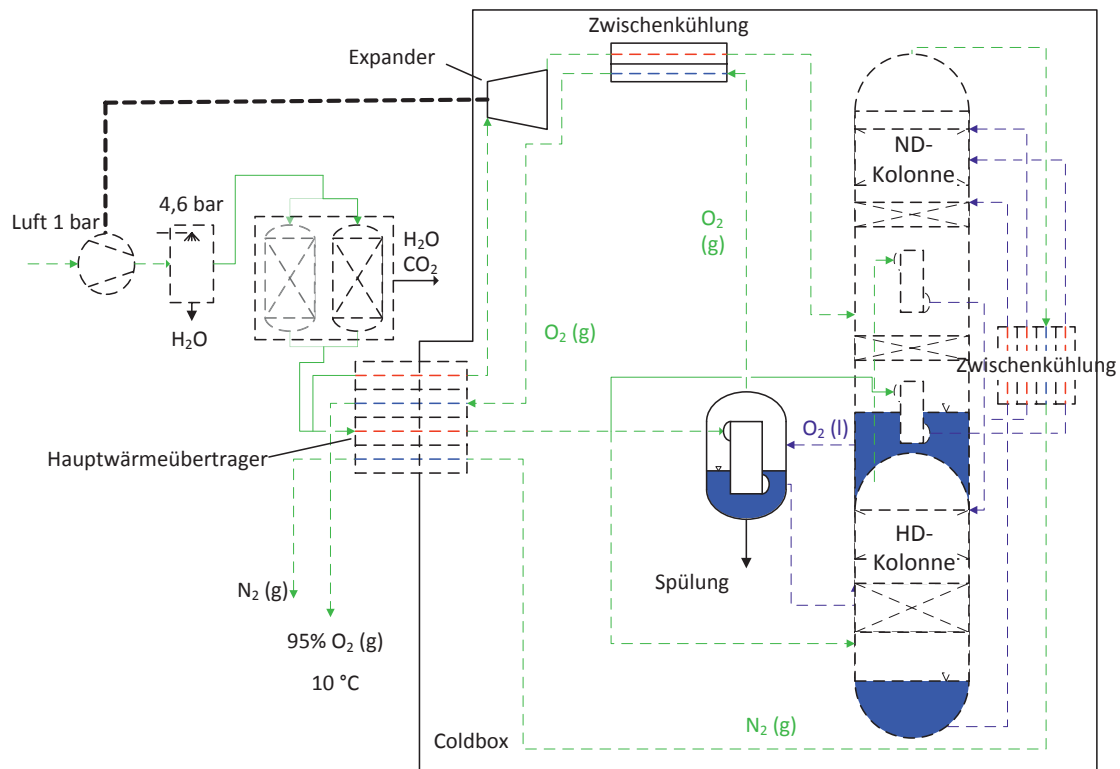 Zwischenkühlung
Expander
ND-
Kolonne
4,6 bar
Luft 1 bar
O₂
(g)
H₂O
CO₂
H₂O
O₂ (g)
Zwischenkühlung
O₂ (l)
Hauptwärmeübertrager
HD-
Kolonne
Spülung
N₂ (g)
95% O₂ (g)
10 °C
N₂ (g)
Coldbox